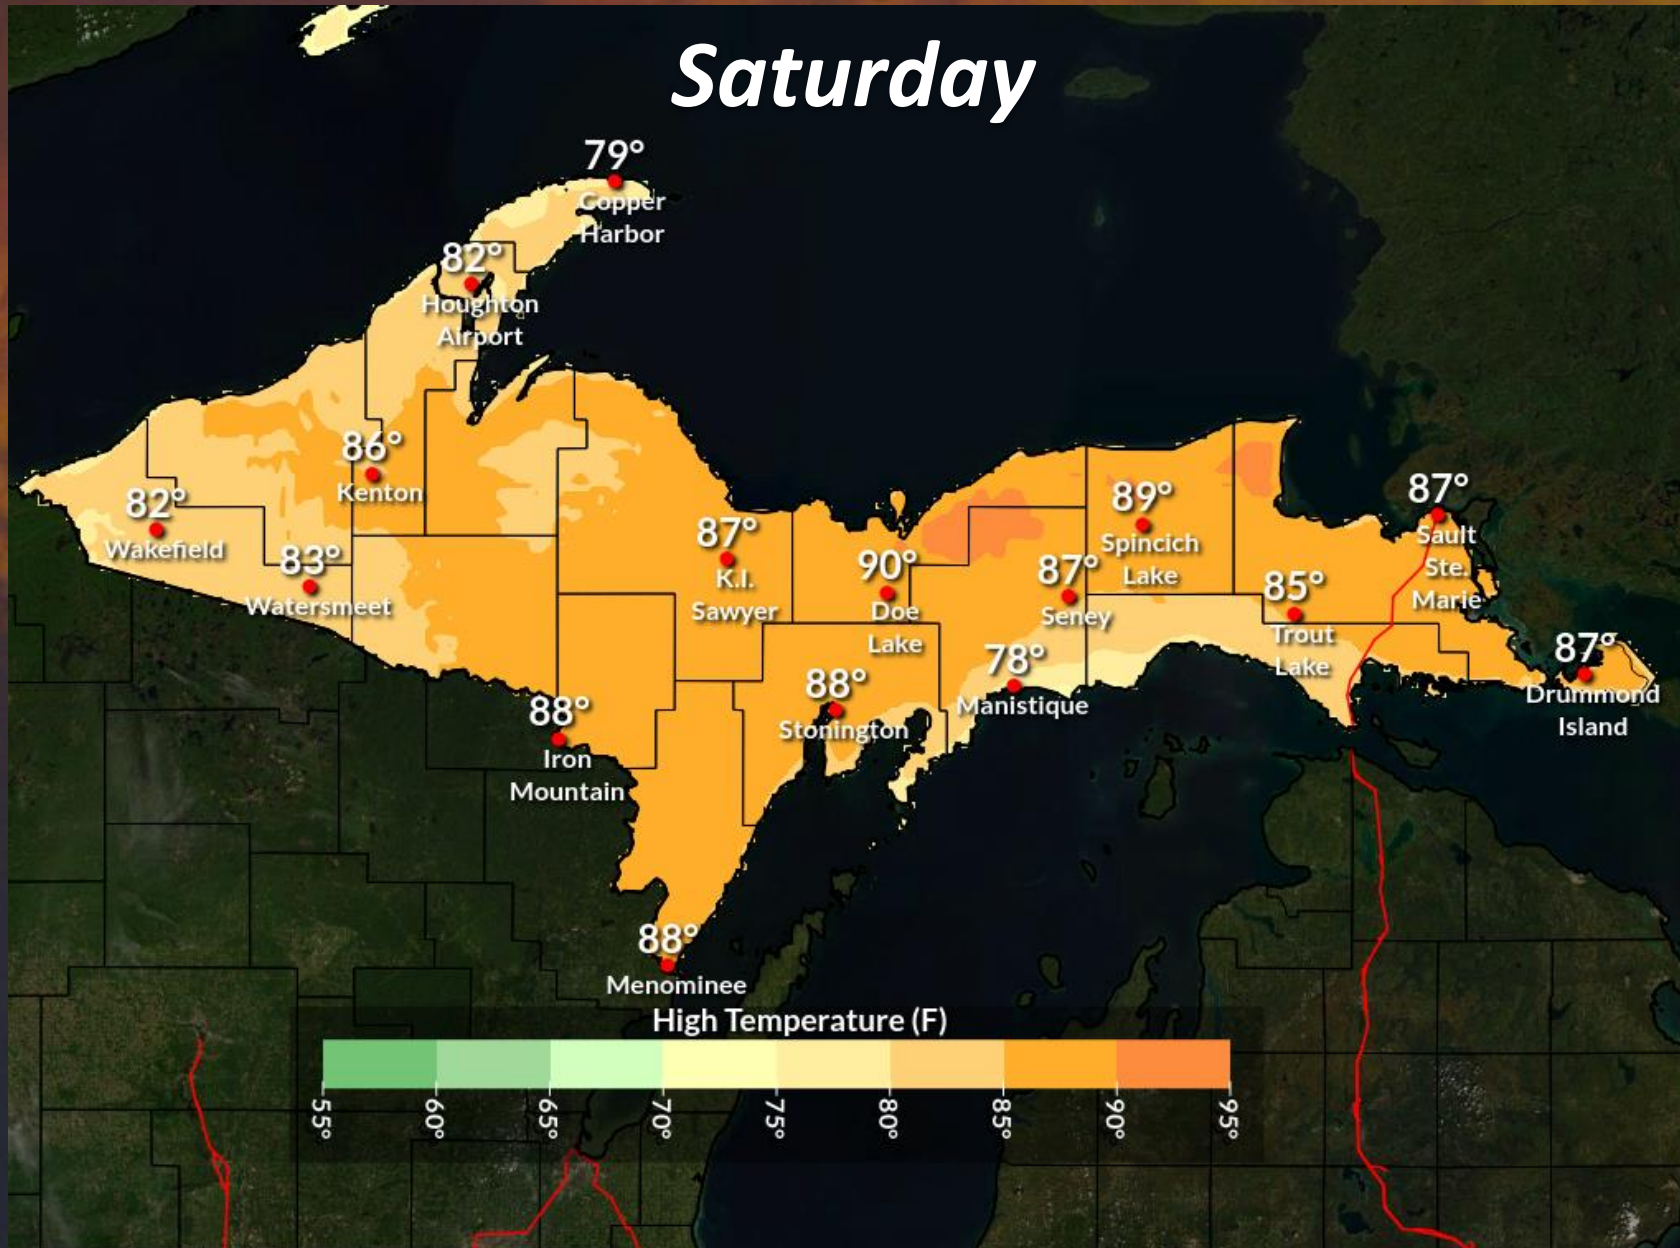 Saturday
79°
Copper
Harbor
82°
Houghton
Airport
86°
Kenton
82°
Wakefield
83°
Watersmeet
87°
K.I.
Sawyer
90°
Doe
Lake
87°
Seney
89°
Spincich
Lake
85°
Trout
Lake
87°
Sault
Ste.
Marie
87°
Drummond
Island
78°
Manistique
88°
Stonington
88°
Iron
Mountain
88°
Menominee
High Temperature (F)
55°
60°
65°
70°
75°
80°
85°
90°
95°